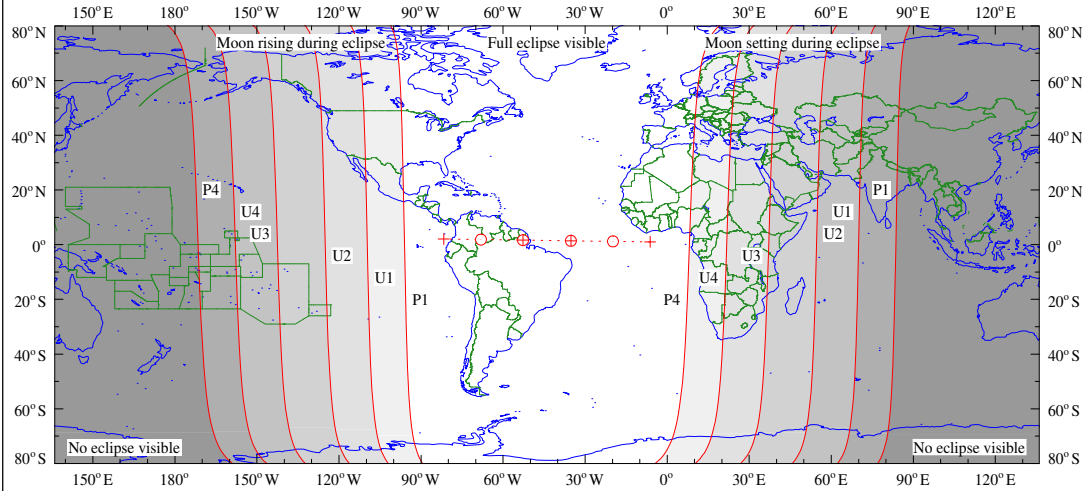 150° E 180° W 150° W 120° W 90° W 60° W 30° W 0° 30° E 60° E 90° E 120° E
80° N 80° N
Moon rising during eclipse Full eclipse visible Moon setting during eclipse
60° N 60° N
40° N 40° N
20° N P4 P1 20° N
U4 U1
U3 U2
0° 0°
U2 U3
U1 U4
20° S P1 P4 20° S
40° S 40° S
60° S 60° S
No eclipse visible No eclipse visible
80° S 80° S
150° E 180° W 150° W 120° W 90° W 60° W 30° W 0° 30° E 60° E 90° E 120° E